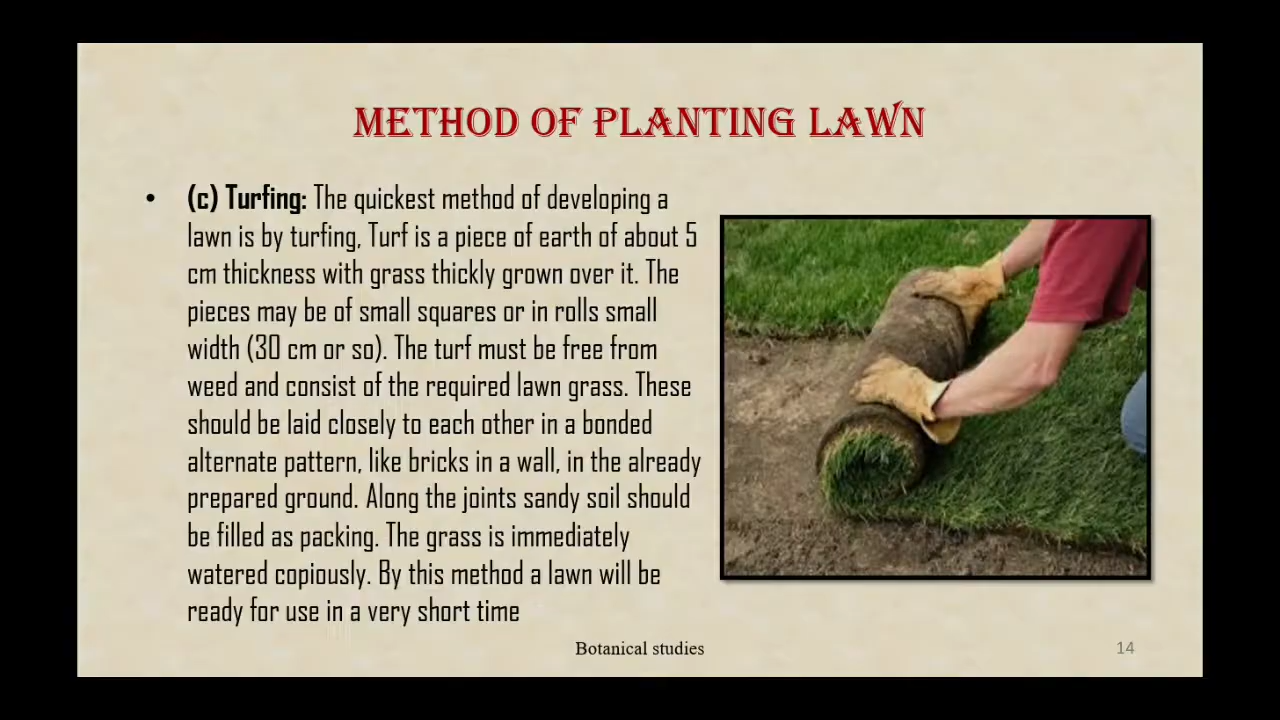 METHOD OF PLANTING LAWN
• (c) Turfing: The quickest method of developing a
lawn is by turfing, Turf is a piece of earth of about 5
cm thickness with grass thickly grown over it. The
pieces may be of small squares or in rolls small
width (30 cm or so). The turf must be free from
weed and consist of the required lawn grass. These
should be laid closely to each other in a bonded
alternate pattern, like bricks in a wall, in the already
prepared ground. Along the joints sandy soil should
be filled as packing. The grass is immediately
watered copiously. By this method a lawn will be
ready for use in a very short time
Botanical studies
14